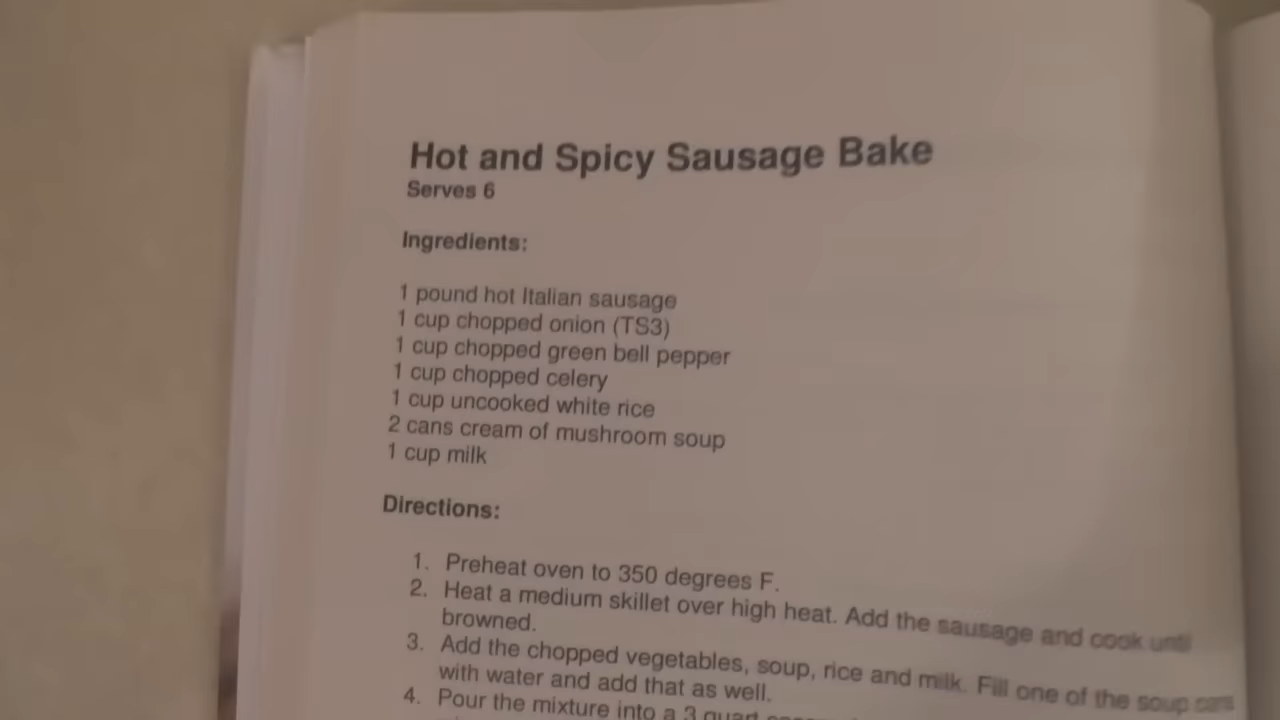 Hot and Spicy Sausage Bake
Serves 6
Ingredients:
1 pound hot Italian sausage
1 cup chopped onion (TS3)
1 cup chopped green bell pepper
1 cup chopped celery
1 cup uncooked white rice
2 cans cream of mushroom soup
1 cup milk
Directions:
1. Preheat oven to 350 degrees F.
2. Heat a medium skillet over high heat. Add the sausage and cook until
browned.
3. Add the chopped vegetables, soup, rice and milk. Fill one of the soup cans
with water and add that as well.
4. Pour the mixture into a 3 quart